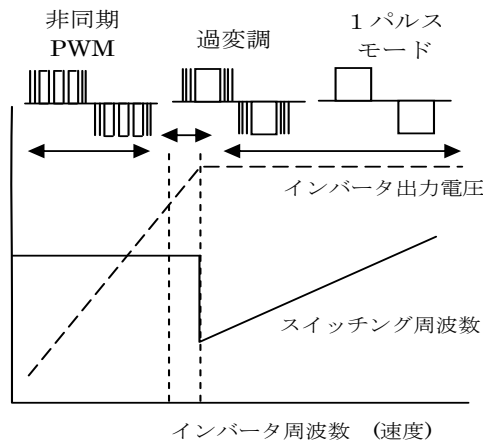 非同期
PWM
過変調
1パルス
モード
インバータ出力電圧
スイッチング周波数
インバータ周波数 (速度)